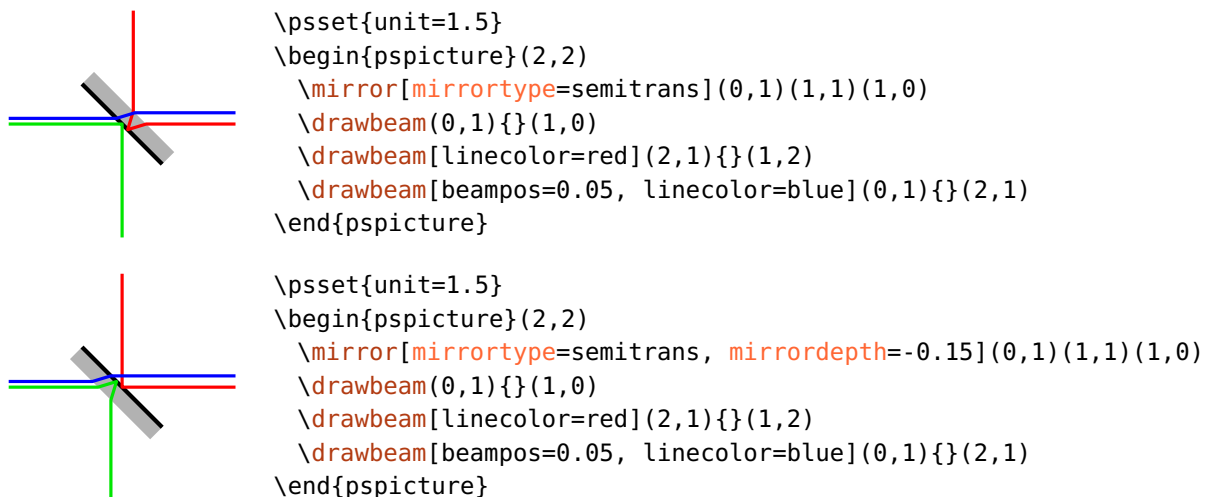 \psset{unit=1.5}
\begin{pspicture}(2,2)
  \mirror[mirrortype=semitrans](0,1)(1,1)(1,0)
  \drawbeam(0,1){}(1,0)
  \drawbeam[linecolor=red](2,1){}(1,2)
  \drawbeam[beampos=0.05, linecolor=blue](0,1){}(2,1)
\end{pspicture}
\psset{unit=1.5}
\begin{pspicture}(2,2)
  \mirror[mirrortype=semitrans, mirrordepth=-0.15](0,1)(1,1)(1,0)
  \drawbeam(0,1){}(1,0)
  \drawbeam[linecolor=red](2,1){}(1,2)
  \drawbeam[beampos=0.05, linecolor=blue](0,1){}(2,1)
\end{pspicture}